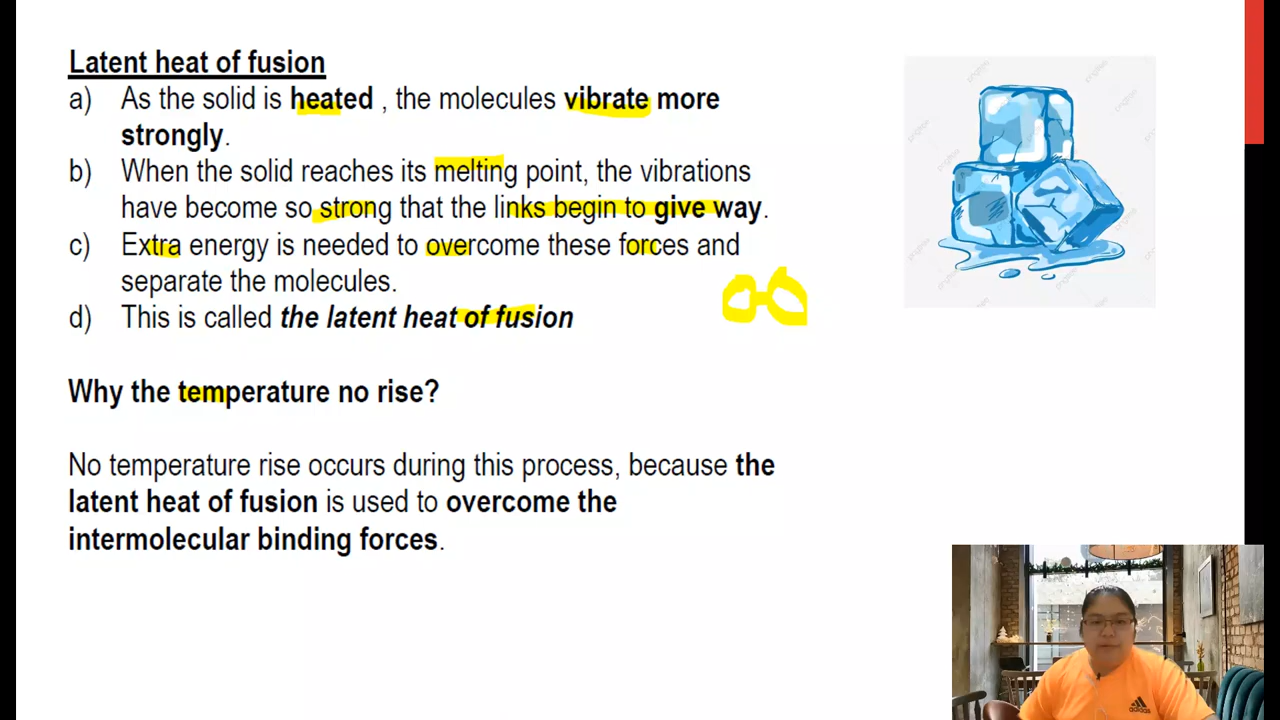 Latent heat of fusion
a) As the solid is heated , the molecules vibrate more
strongly.
b) When the solid reaches its melting point, the vibrations
have become so strong that the links begin to give way.
c) Extra energy is needed to overcome these forces and
separate the molecules.
d) This is called the latent heat of fusion
Why the temperature no rise?
No temperature rise occurs during this process, because the
latent heat of fusion is used to overcome the
intermolecular binding forces.
adidas